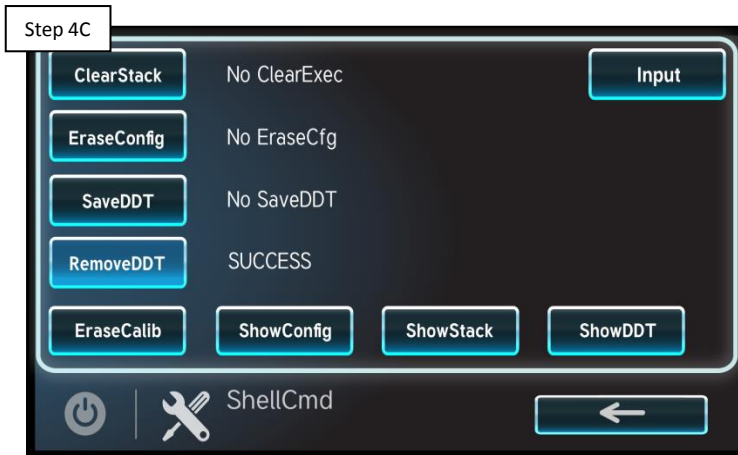 Step 4C
ClearStack No ClearExec Input
EraseConfig No EraseCfg
SaveDDT No SaveDDT
RemoveDDT SUCCESS
EraseCalib ShowConfig ShowStack ShowDDT
ShellCmd